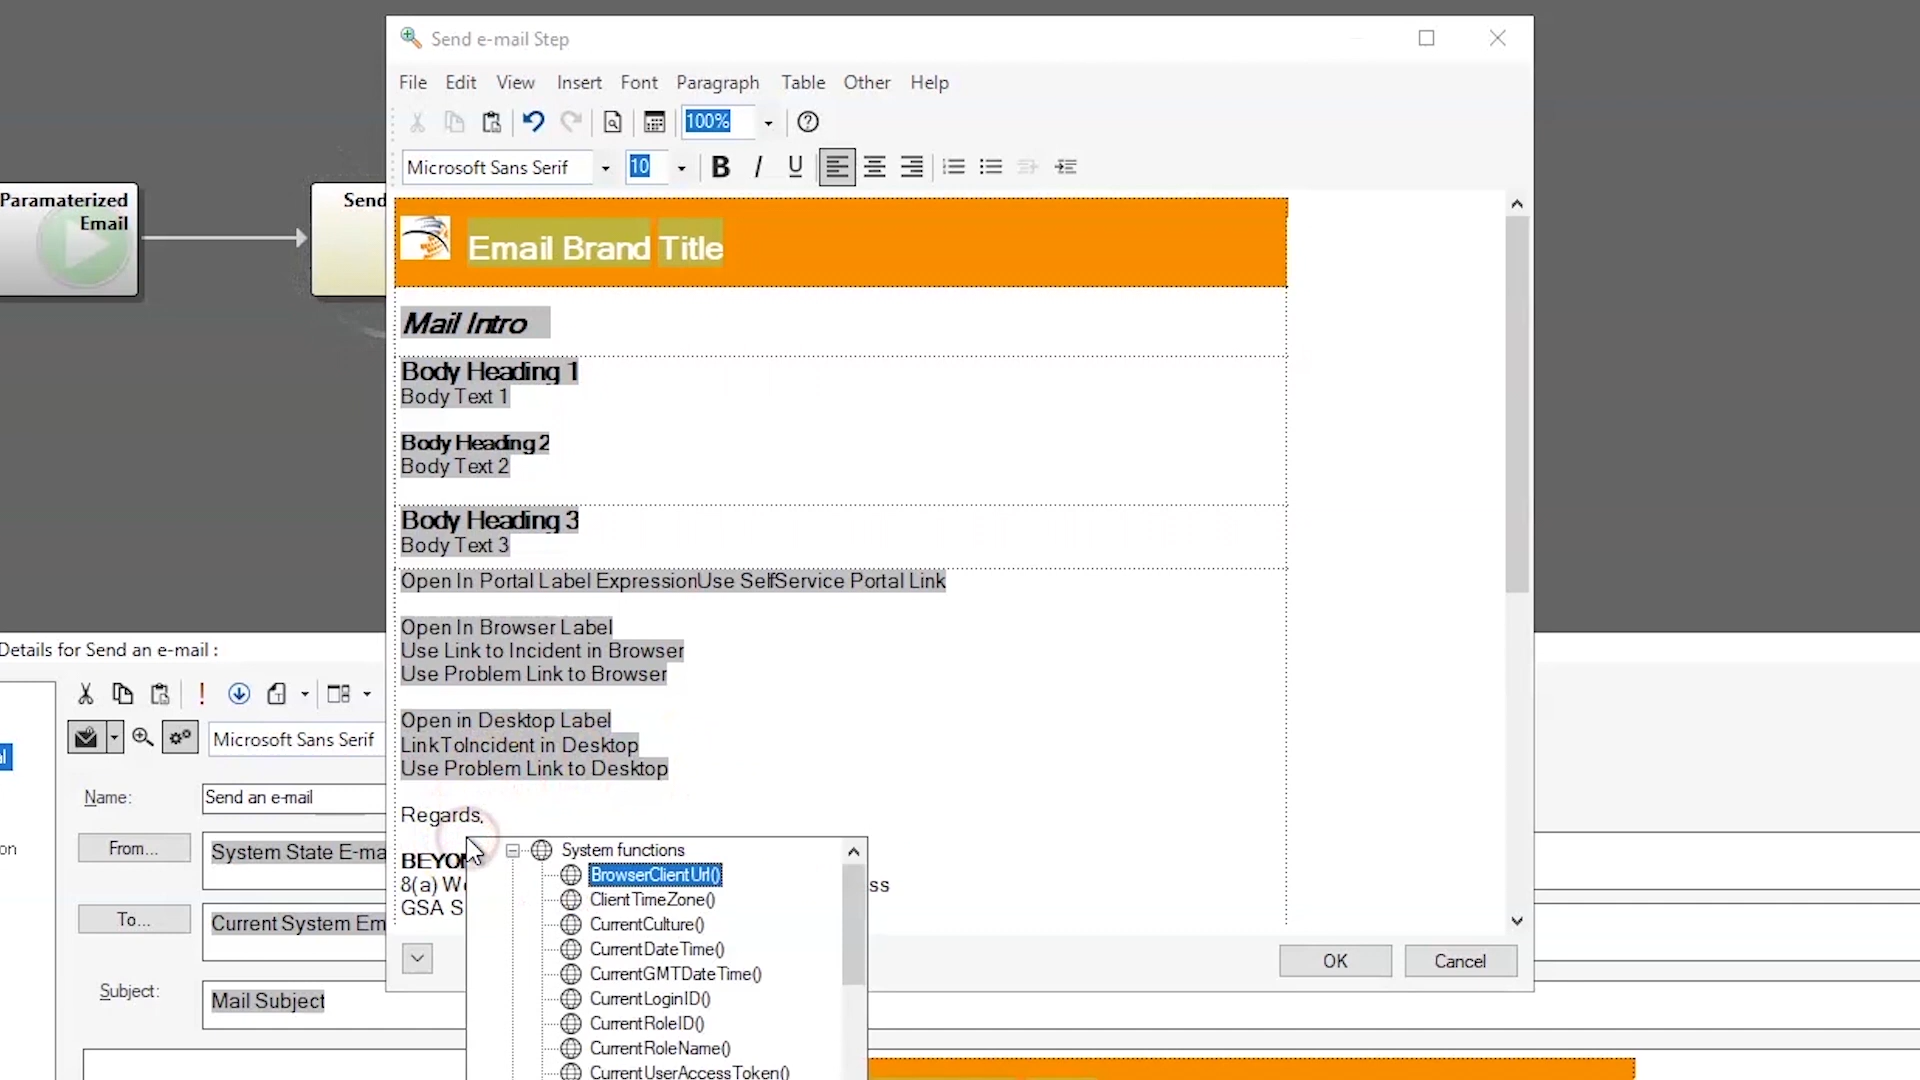 Send e-mail Step
File Edit View Insert Font Paragraph Table Other Help
100%
Microsoft Sans Serif 10 B I U
Paramaterized
Email
Send
Email Brand Title
Mail Intro
Body Heading 1
Body Text 1
Body Heading 2
Body Text 2
Body Heading 3
Body Text 3
Open In Portal Label ExpressionUse SelfService Portal Link
Open In Browser Label
Use Link to Incident in Browser
Use Problem Link to Browser
Open in Desktop Label
LinkToIncident in Desktop
Use Problem Link to Desktop
Regards,
BEYON
8(a) W ss
GSA S
System functions
BrowserClientUrl()
ClientTimeZone()
CurrentCulture()
CurrentDateTime()
CurrentGMTDateTime()
CurrentLoginID()
CurrentRoleID()
CurrentRoleName()
CurrentUserAccessToken()
OK Cancel
Details for Send an e-mail :
Microsoft Sans Serif
Name: Send an e-mail
From... System State E-ma
To... Current System Em
Subject: Mail Subject
al
on